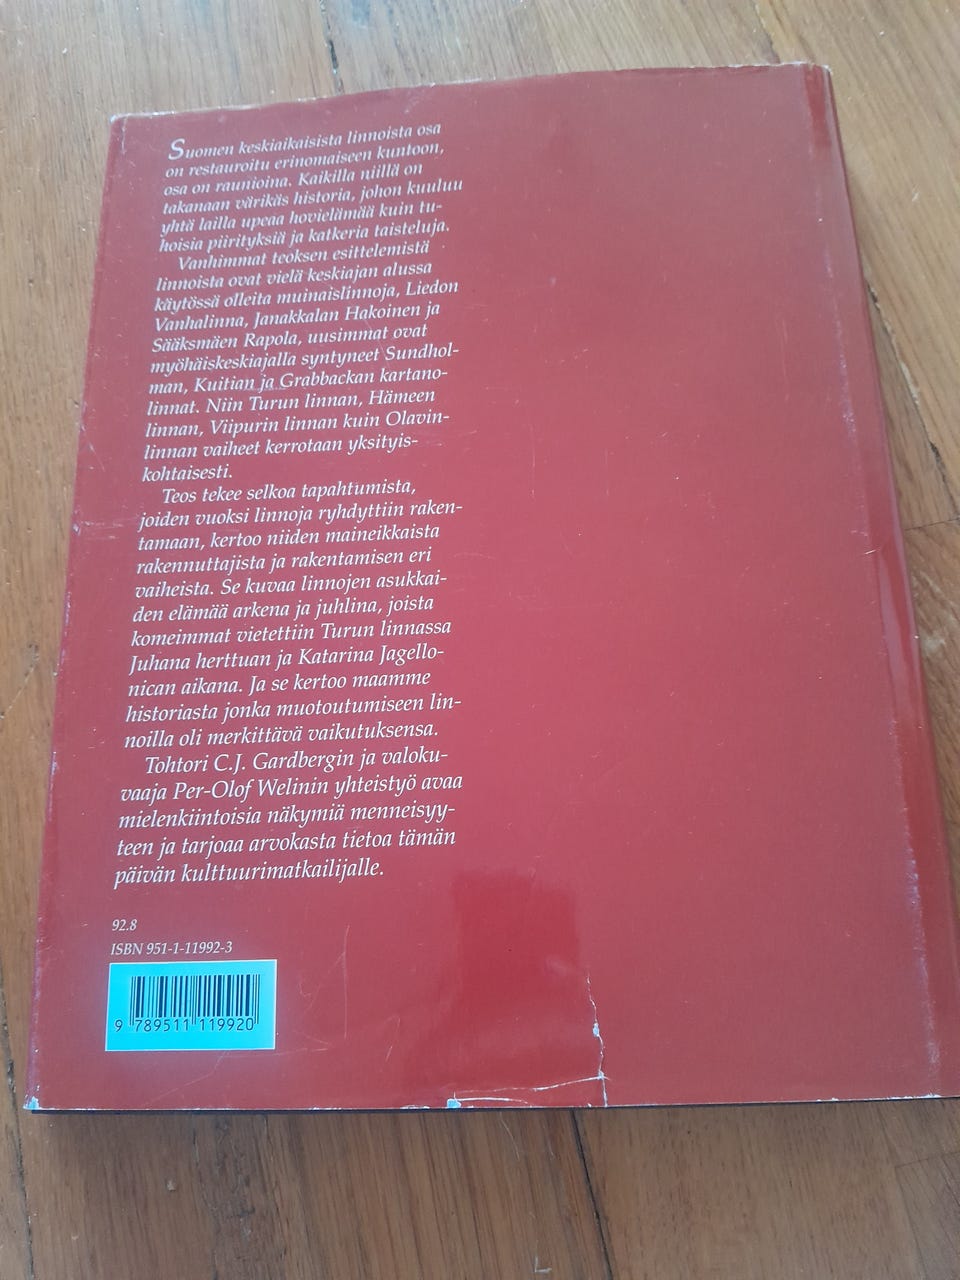 Suomen keskiaikaisista linnoista osa
on restauroitu erinomaiseen kuntoon,
osa on raunioina. Kaikilla niillä on
takanaan värikäs historia, johon kuuluu
yhtä lailla upeaa hovielämää kuin tu-
hoisia piirityksiä ja katkeria taisteluja.
Vanhimmat teoksen esittelemistä
linnoista ovat vielä keskiajan alussa
käytössä olleita muinaislinnoja, Liedon
Vanhalinna, Janakkalan Hakoinen ja
Sääksmäen Rapola, uusimmat ovat
myöhäiskeskiajalla syntyneet Sundhol-
man, Kuitian ja Grabbackan kartano-
linnat. Niin Turun linnan, Hämeen
linnan, Viipurin linnan kuin Olavin-
linnan vaiheet kerrotaan yksityis-
kohtaisesti.
Teos tekee selkoa tapahtumista,
joiden vuoksi linnoja ryhdyttiin raken-
tamaan, kertoo niiden maineikkaista
rakennuttajista ja rakentamisen eri
vaiheista. Se kuvaa linnojen asukkai-
den elämää arkena ja juhlina, joista
komeimmat vietettiin Turun linnassa
Juhana herttuan ja Katarina Jagello-
nican aikana. Ja se kertoo maamme
historiasta jonka muotoutumiseen lin-
noilla oli merkittävä vaikutuksensa.
Tohtori C.J. Gardbergin ja valoku-
vaaja Per-Olof Welinin yhteistyö avaa
mielenkiintoisia näkymiä menneisyy-
teen ja tarjoaa arvokasta tietoa tämän
päivän kulttuurimatkailijalle.
92.8
ISBN 951-1-11992-3
9 789511 119920